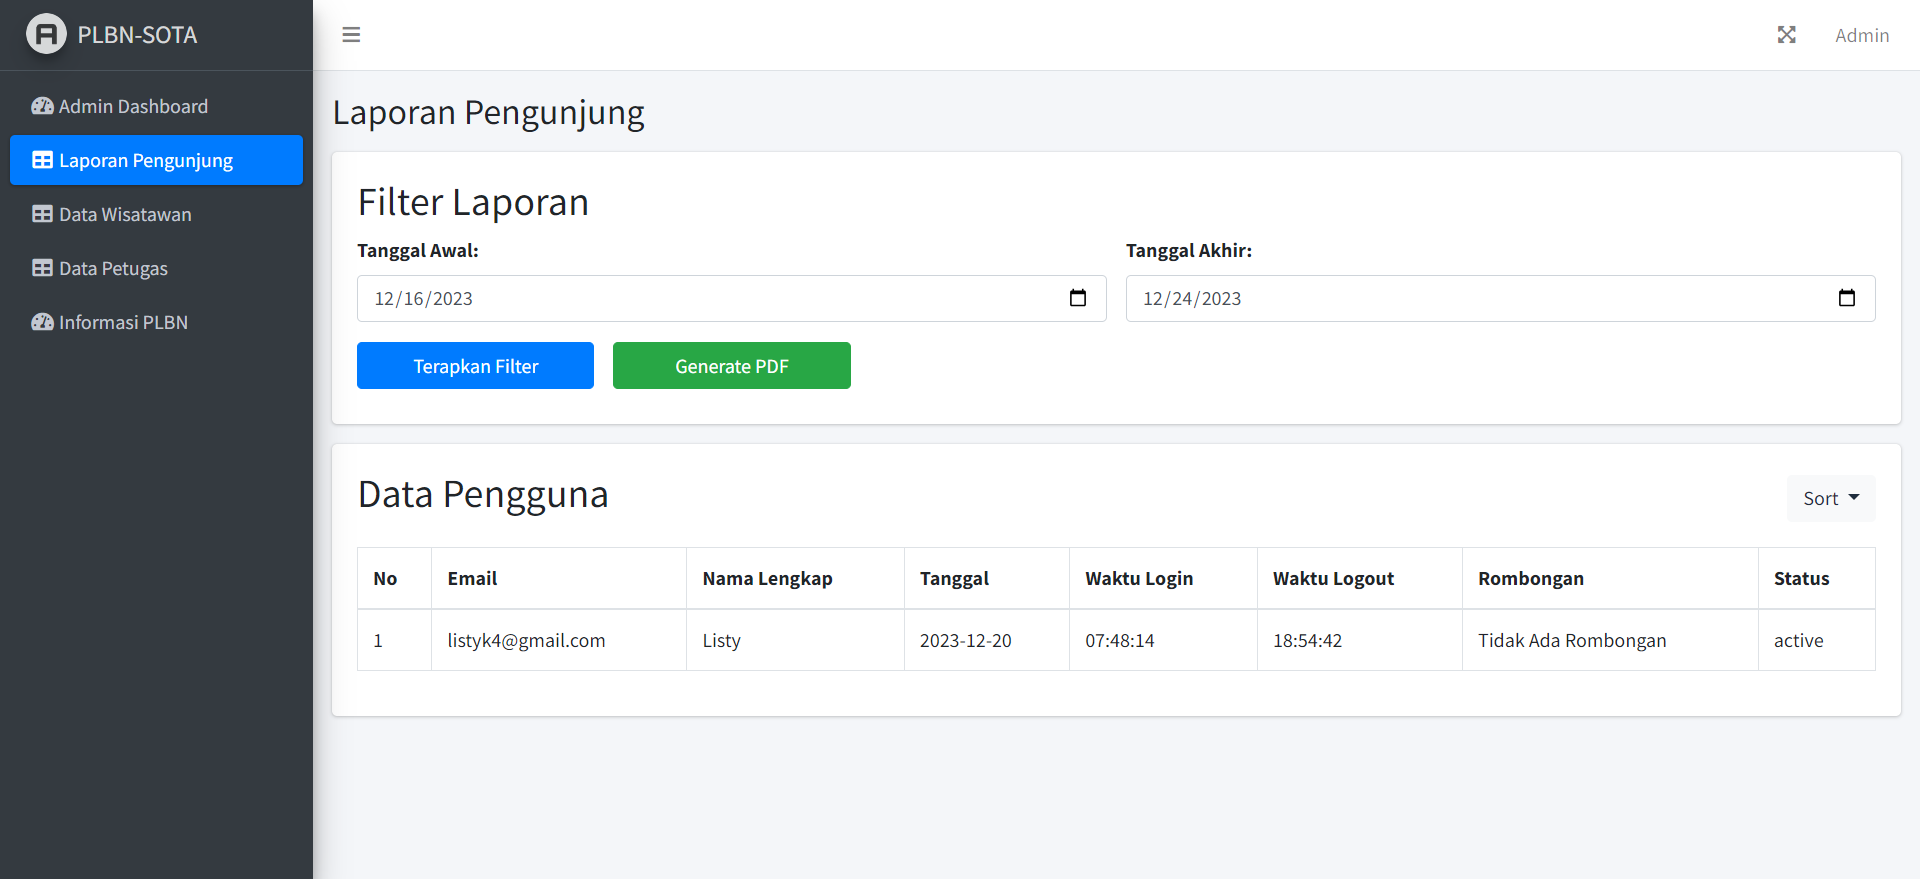 PLBN-SOTA
Admin
Admin Dashboard
Laporan Pengunjung
Data Wisatawan
Data Petugas
Informasi PLBN
Laporan Pengunjung
Filter Laporan
Tanggal Awal: Tanggal Akhir:
12/16/2023 12/24/2023
Terapkan Filter Generate PDF
Data Pengguna
Sort
No Email Nama Lengkap Tanggal Waktu Login Waktu Logout Rombongan Status
1 listyk4@gmail.com Listy 2023-12-20 07:48:14 18:54:42 Tidak Ada Rombongan active